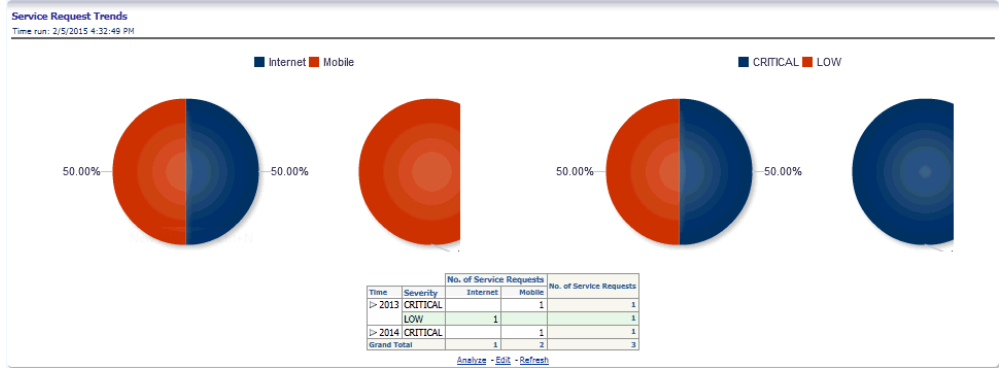 Service Request Trends
Time run: 2/5/2015 4:32:49 PM
Internet Mobile
CRITICAL LOW
50.00% 50.00%
50.00% 50.00%
No. of Service Requests No. of Service Requests
Time Severity Internet Mobile
▷ 2013 CRITICAL 1 1
LOW 1 1
▷ 2014 CRITICAL 1 1
Grand Total 1 2 3
Analyze - Edit - Refresh